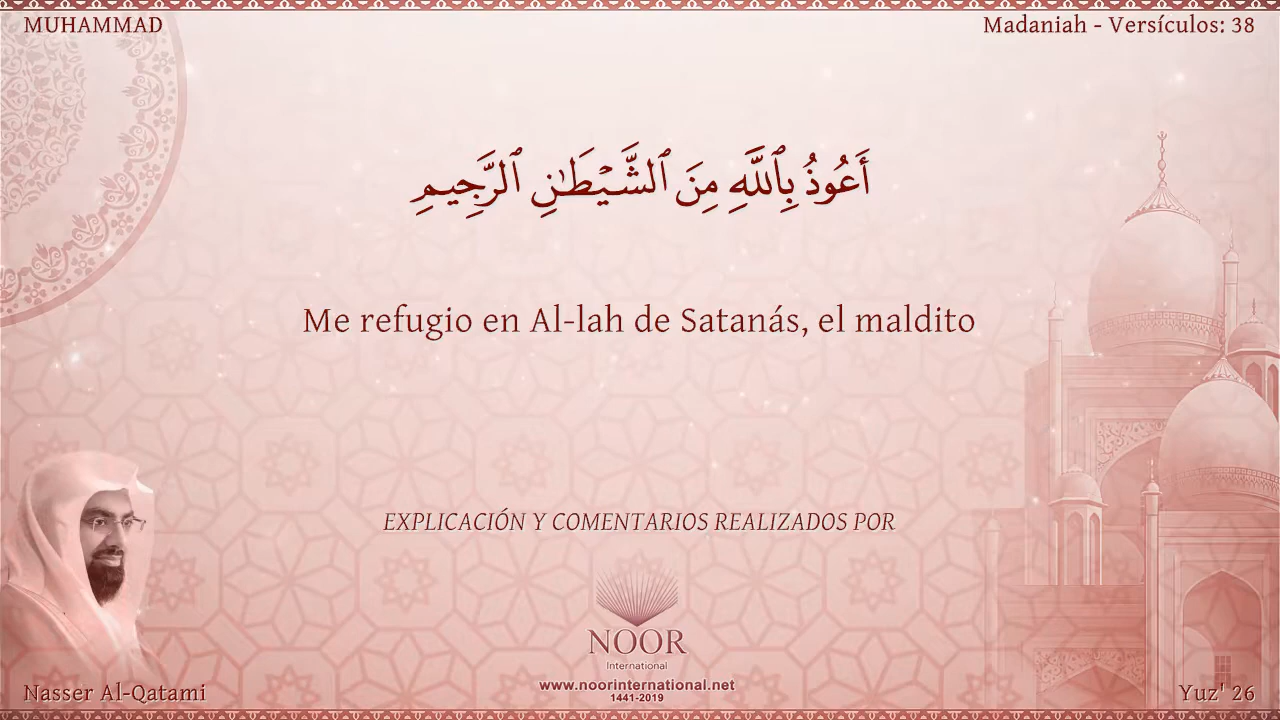 MUHAMMAD
Madaniah - Versículos: 38
أَعُوذُ بِٱللَّهِ مِنَ ٱلشَّيْطَـٰنِ ٱلرَّجِيمِ
Me refugio en Al-lah de Satanás, el maldito
EXPLICACIÓN Y COMENTARIOS REALIZADOS POR
NOOR
International
www.noorinternational.net
1441-2019
Nasser Al-Qatami
Yuz' 26